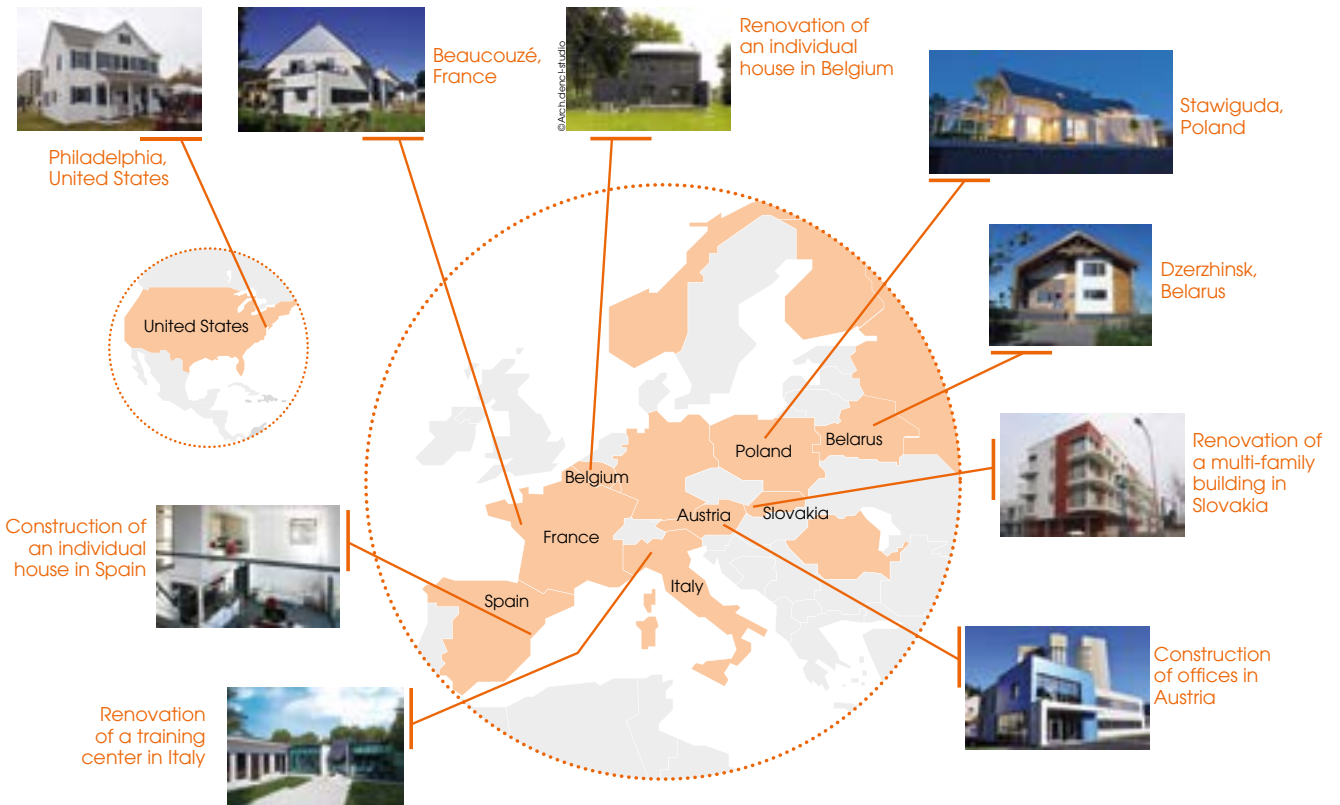 Philadelphia,
United States
Beaucouzé,
France
©Arch.denc!-studio
Renovation of
an individual
house in Belgium
Stawiguda,
Poland
Dzerzhinsk,
Belarus
Renovation of
a multi-family
building in
Slovakia
Construction
of offices in
Austria
Construction of
an individual
house in Spain
Renovation
of a training
center in Italy
United States
Poland
Belarus
Belgium
Austria
Slovakia
France
Italy
Spain